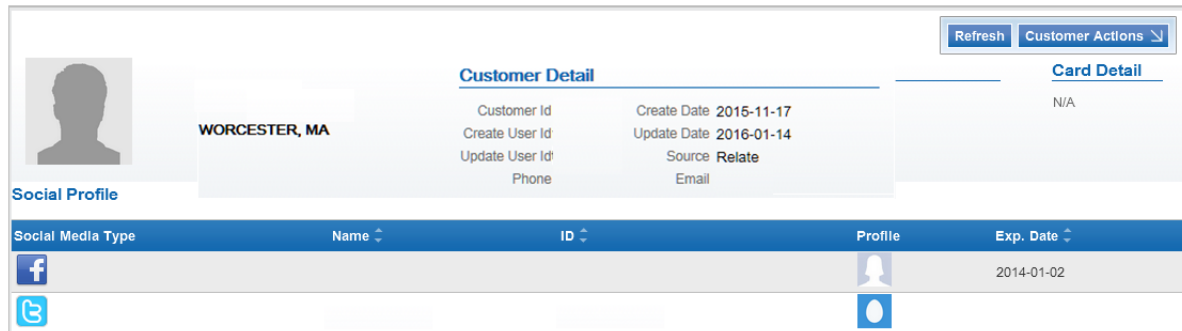 Refresh Customer Actions
Customer Detail
Card Detail
Customer Id Create Date 2015-11-17
N/A
WORCESTER, MA
Create User Id Update Date 2016-01-14
Update User Id Source Relate
Phone Email
Social Profile
Social Media Type Name ID Profile Exp. Date
2014-01-02